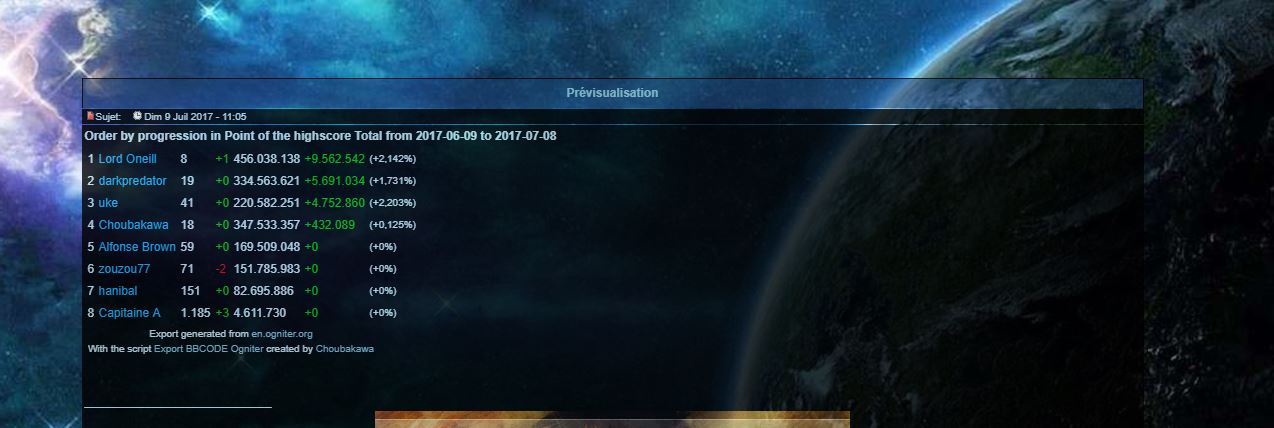 Prévisualisation
Sujet: Dim 9 Juil 2017 - 11:05
Order by progression in Point of the highscore Total from 2017-06-09 to 2017-07-08
1 Lord Oneill 8 +1 456.038.138 +9.562.542 (+2,142%)
2 darkpredator 19 +0 334.563.621 +5.691.034 (+1,731%)
3 uke 41 +0 220.582.251 +4.752.860 (+2,203%)
4 Choubakawa 18 +0 347.533.357 +432.089 (+0,125%)
5 Alfonse Brown 59 +0 169.509.048 +0 (+0%)
6 zouzou77 71 -2 151.785.983 +0 (+0%)
7 hanibal 151 +0 82.695.886 +0 (+0%)
8 Capitaine A 1.185 +3 4.611.730 +0 (+0%)
Export generated from en.ogniter.org
With the script Export BBCODE Ogniter created by Choubakawa